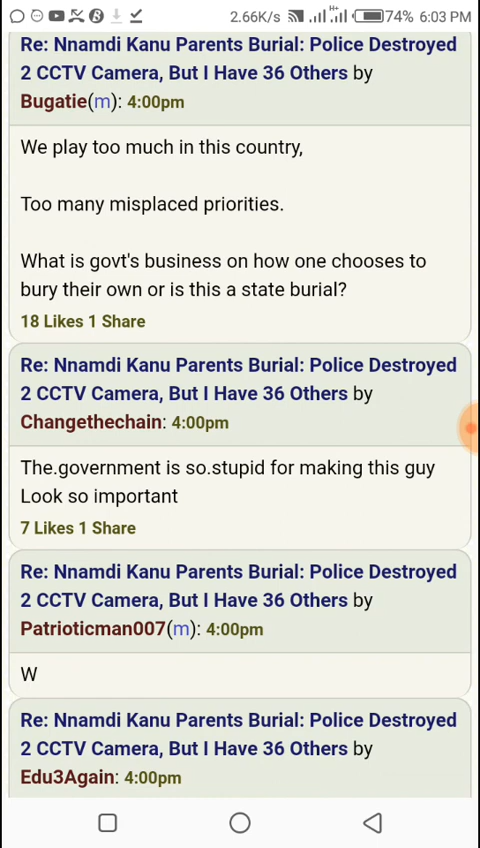 2.66K/s H+ 74% 6:03 PM
Re: Nnamdi Kanu Parents Burial: Police Destroyed
2 CCTV Camera, But I Have 36 Others by
Bugatie(m): 4:00pm
We play too much in this country,
Too many misplaced priorities.
What is govt's business on how one chooses to
bury their own or is this a state burial?
18 Likes 1 Share
Re: Nnamdi Kanu Parents Burial: Police Destroyed
2 CCTV Camera, But I Have 36 Others by
Changethechain: 4:00pm
The.government is so.stupid for making this guy
Look so important
7 Likes 1 Share
Re: Nnamdi Kanu Parents Burial: Police Destroyed
2 CCTV Camera, But I Have 36 Others by
Patrioticman007(m): 4:00pm
W
Re: Nnamdi Kanu Parents Burial: Police Destroyed
2 CCTV Camera, But I Have 36 Others by
Edu3Again: 4:00pm